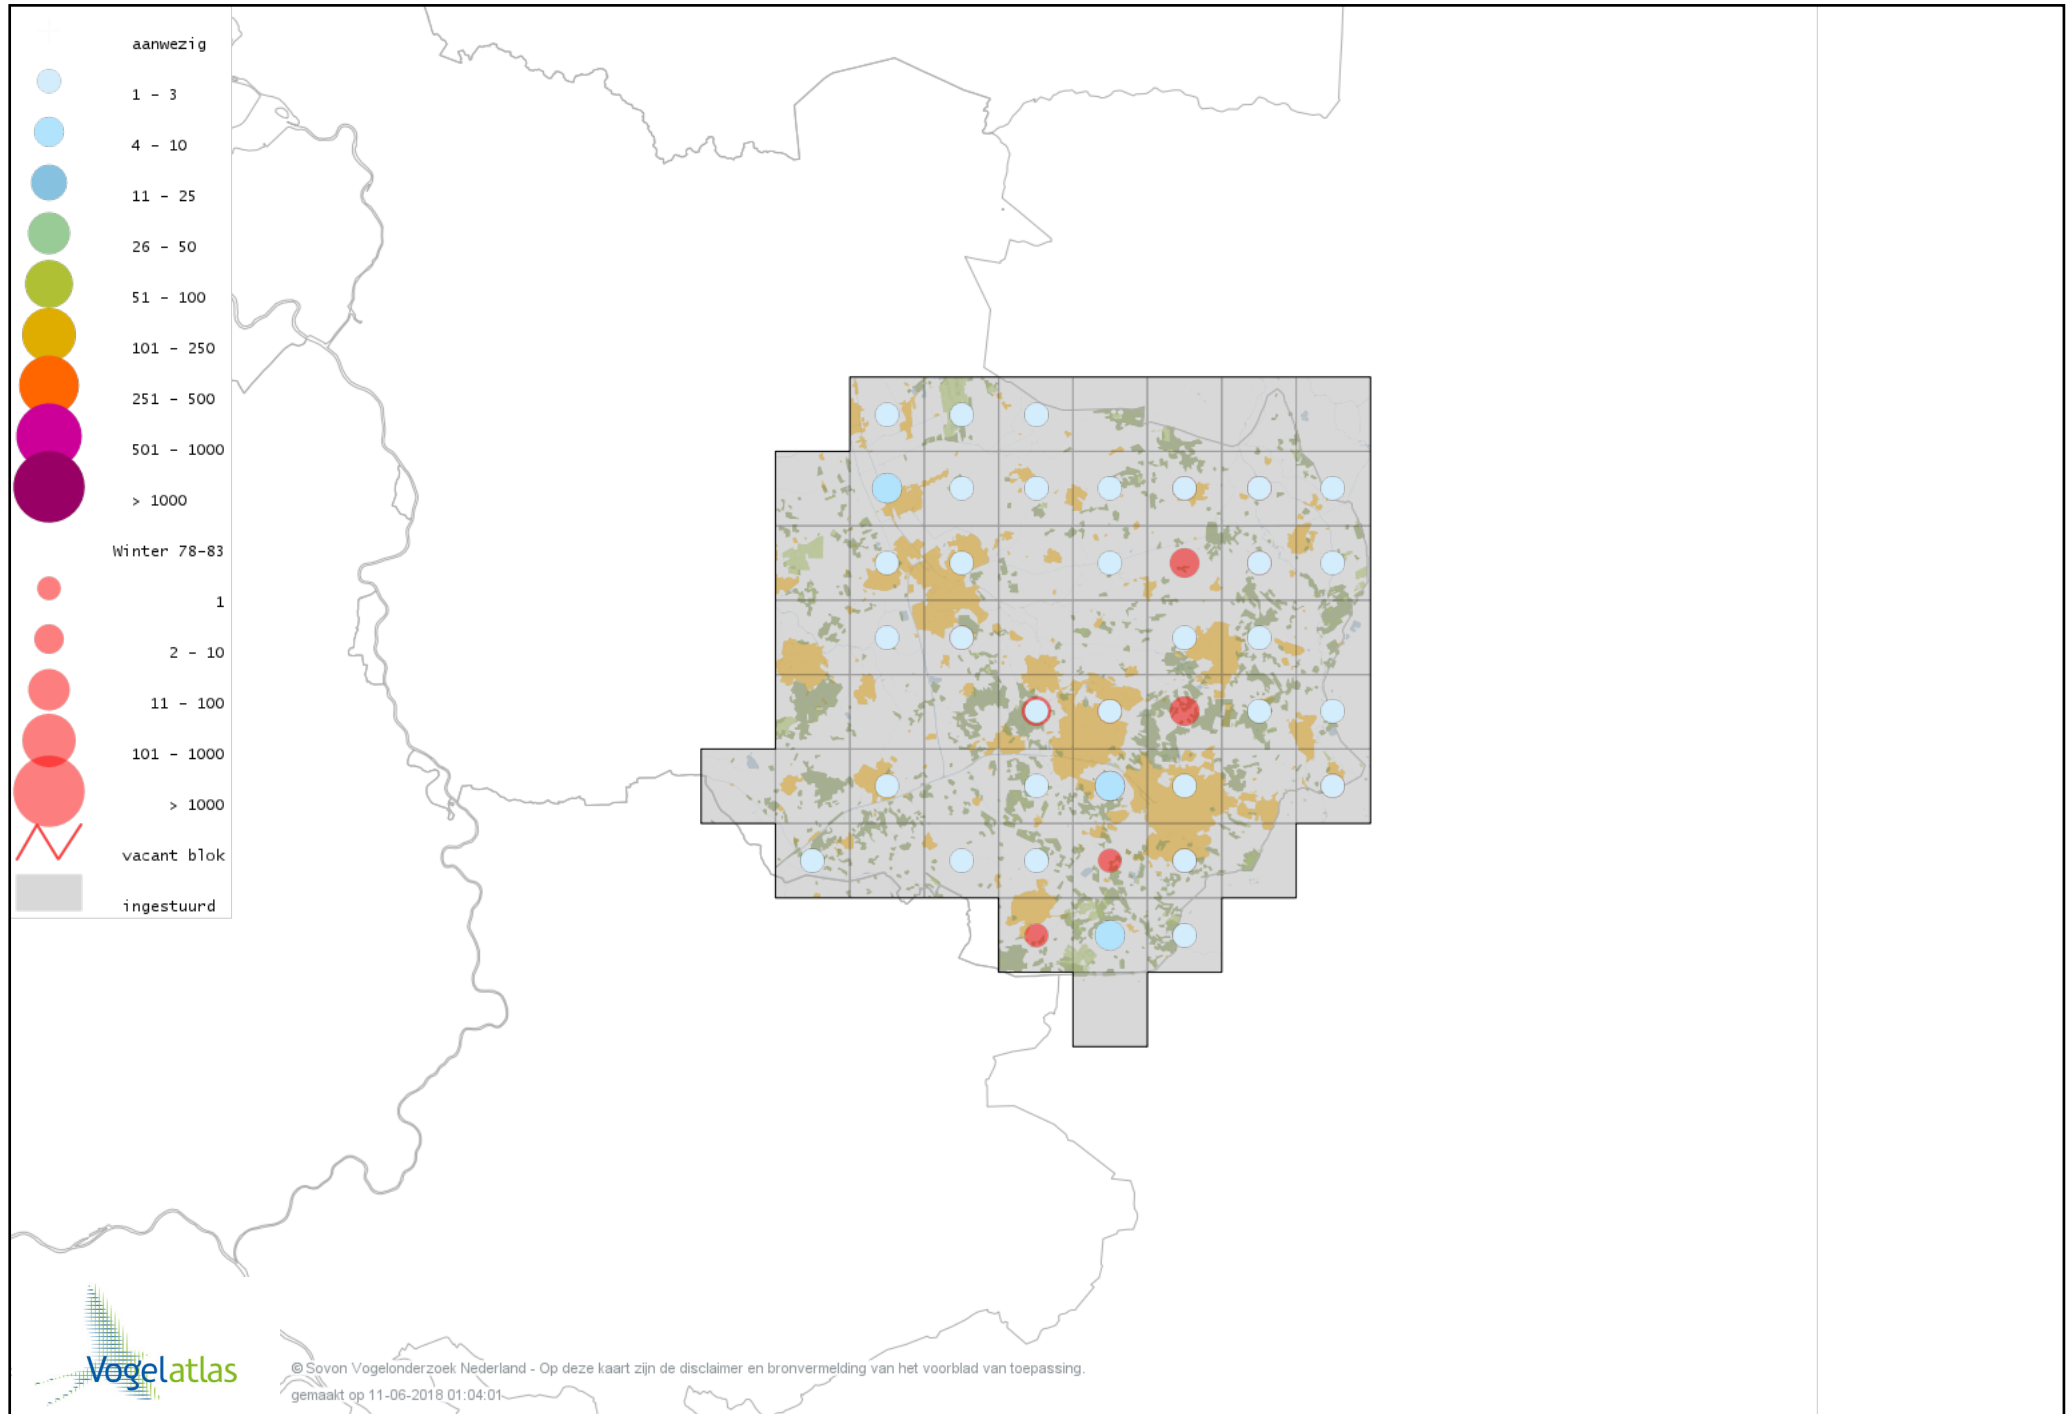 aanwezig
1 - 3
4 - 10
11 - 25
26 - 50
51 - 100
101 - 250
251 - 500
501 - 1000
> 1000
Winter 78-83
1
2 - 10
11 - 100
101 - 1000
> 1000
vacant blok
ingestuurd
Vogelatlas
© Sovon Vogelonderzoek Nederland - Op deze kaart zijn de disclaimer en bronvermelding van het voorblad van toepassing.
gemaakt op 11-06-2018 01:04:01